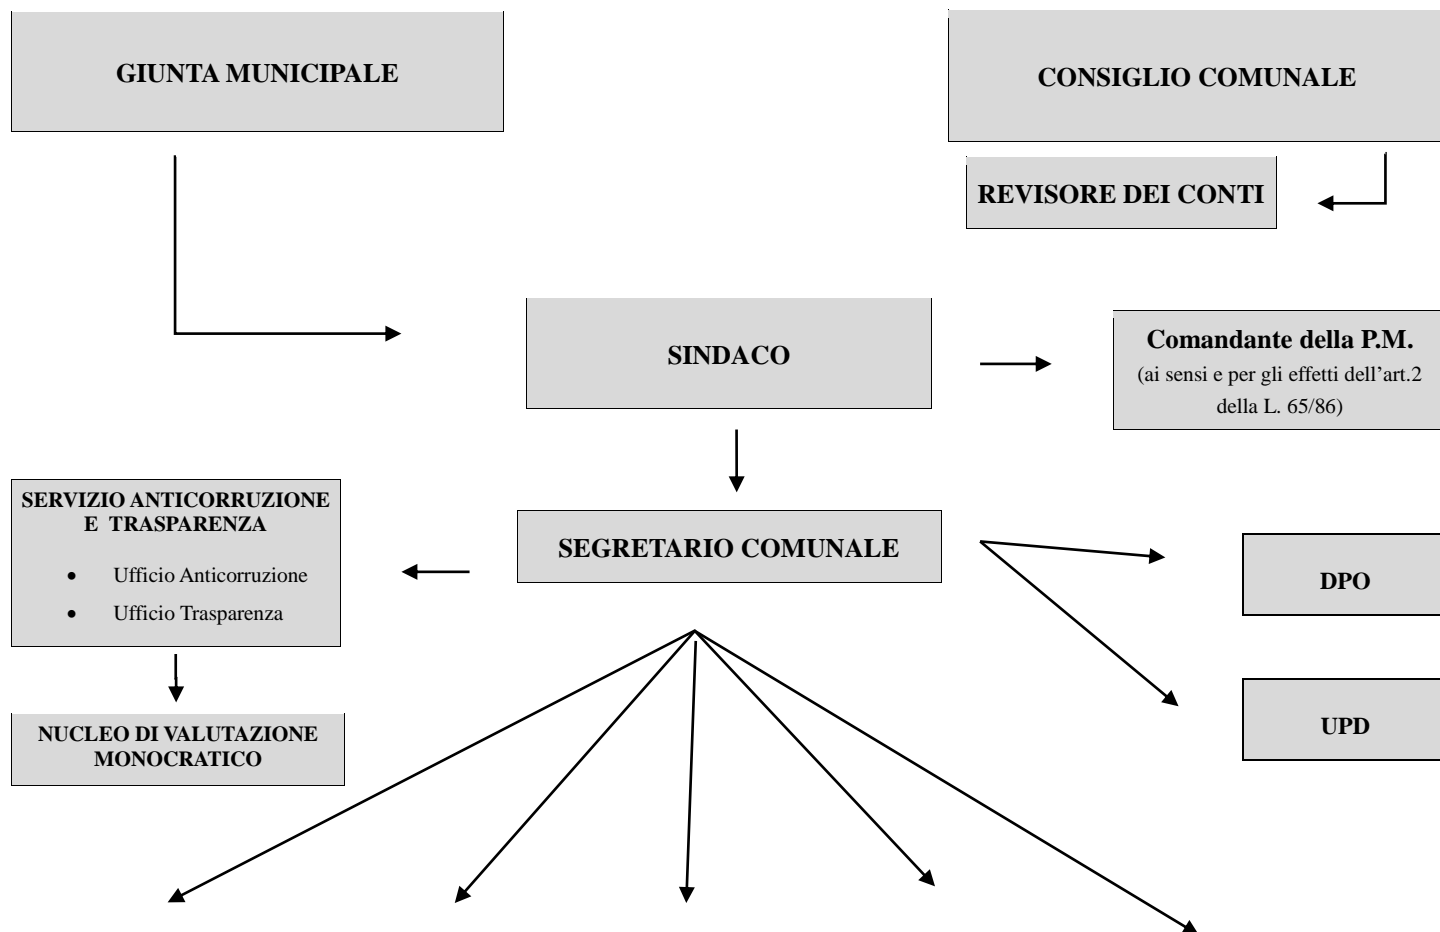 GIUNTA MUNICIPALE
CONSIGLIO COMUNALE
REVISORE DEI CONTI
SINDACO
Comandante della P.M.
(ai sensi e per gli effetti dell'art.2
della L. 65/86)
SERVIZIO ANTICORRUZIONE
E TRASPARENZA
• Ufficio Anticorruzione
• Ufficio Trasparenza
SEGRETARIO COMUNALE
DPO
UPD
NUCLEO DI VALUTAZIONE
MONOCRATICO